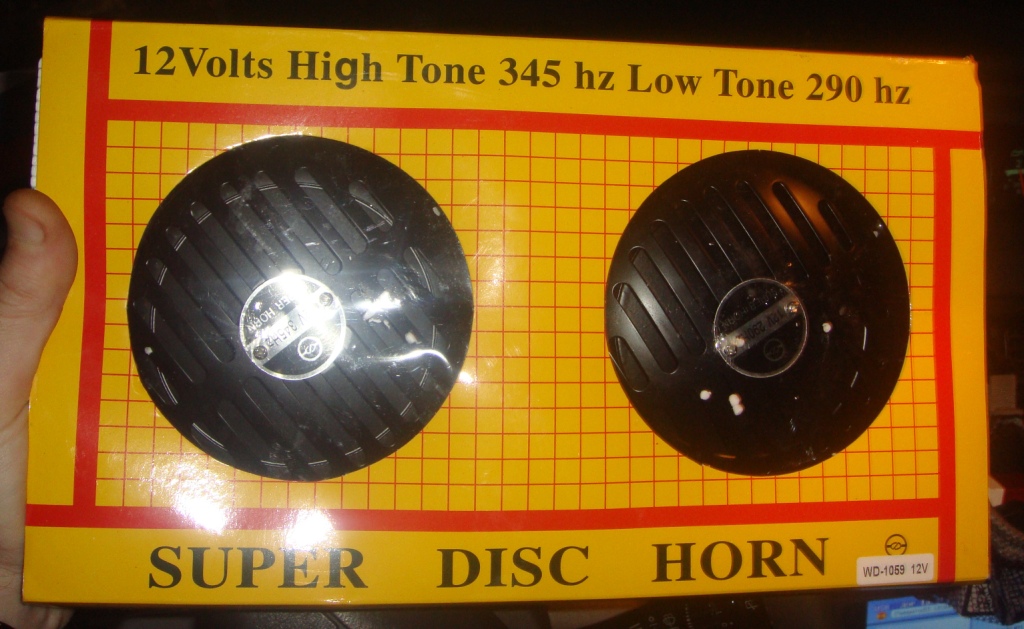 12Volts High Tone 345 hz Low Tone 290 hz
SUPER DISC HORN
WD-1059 12V